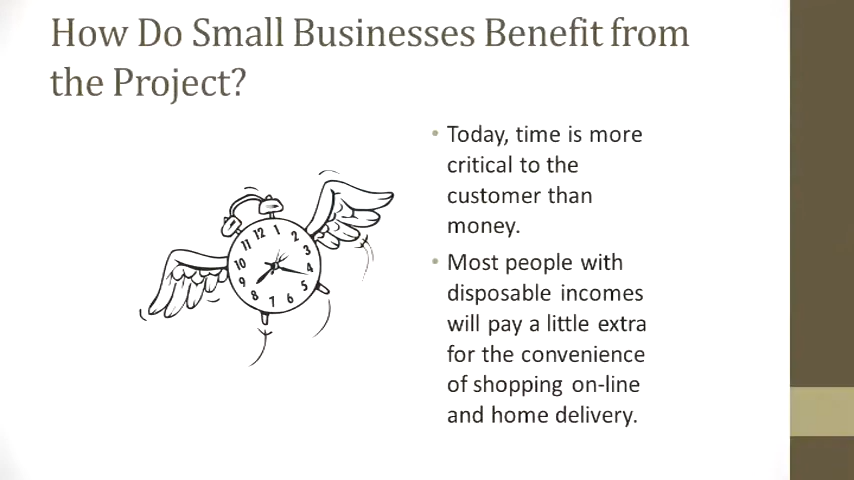 How Do Small Businesses Benefit from
the Project?
• Today, time is more
critical to the
customer than
money.
• Most people with
disposable incomes
will pay a little extra
for the convenience
of shopping on-line
and home delivery.
12
1
2
3
4
5
6
7
8
9
10
11